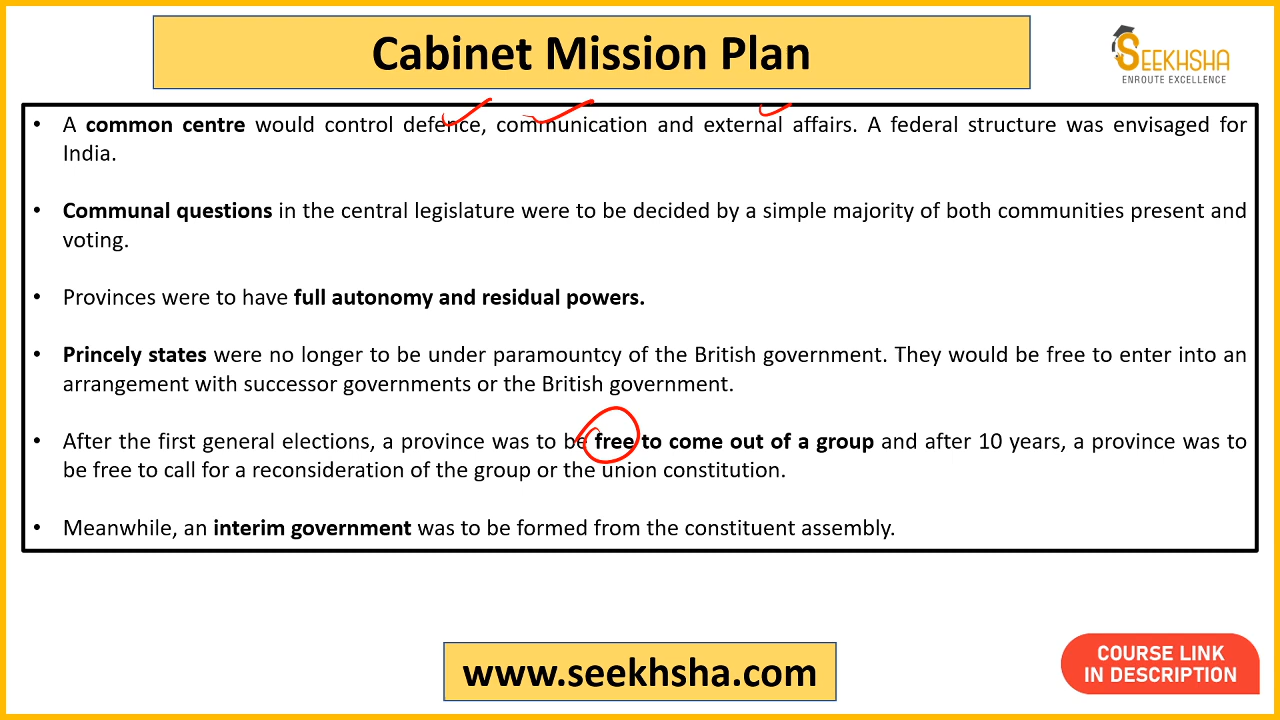 Cabinet Mission Plan
SEEKHSHA
ENROUTE EXCELLENCE
• A common centre would control defence, communication and external affairs. A federal structure was envisaged for
India.
• Communal questions in the central legislature were to be decided by a simple majority of both communities present and
voting.
• Provinces were to have full autonomy and residual powers.
• Princely states were no longer to be under paramountcy of the British government. They would be free to enter into an
arrangement with successor governments or the British government.
• After the first general elections, a province was to be free to come out of a group and after 10 years, a province was to
be free to call for a reconsideration of the group or the union constitution.
• Meanwhile, an interim government was to be formed from the constituent assembly.
www.seekhsha.com
COURSE LINK
IN DESCRIPTION